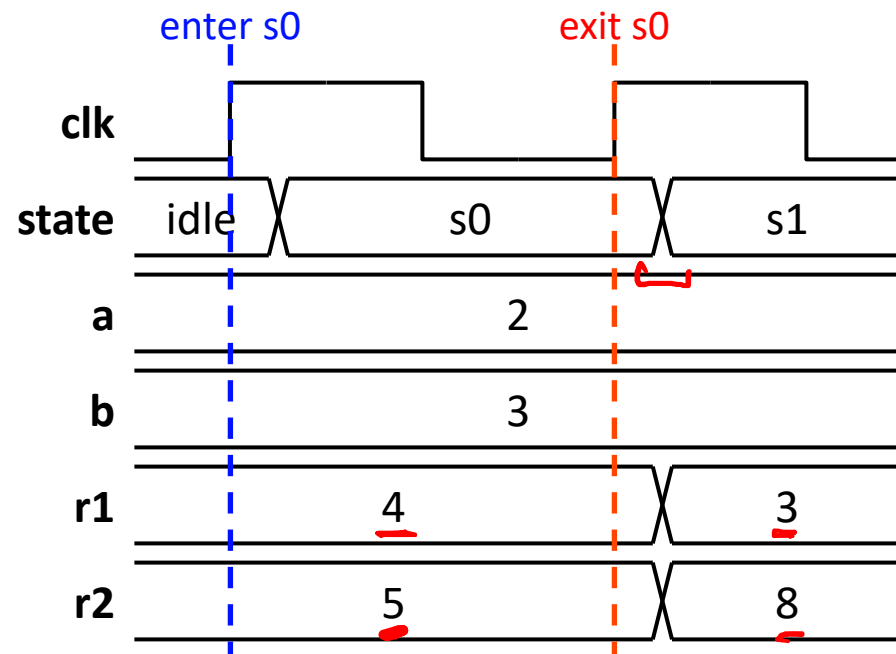 enter s0 exit s0
clk
state idle s0 s1
a 2
b 3
r1 4 3
r2 5 8